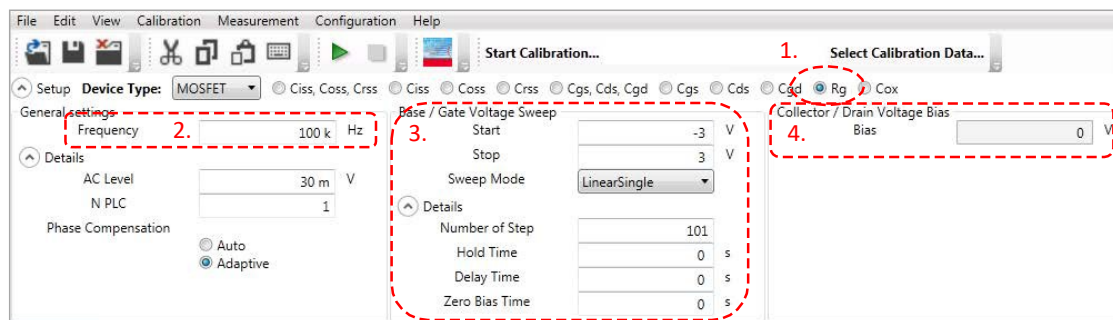 File Edit View Calibration Measurement Configuration Help
Start Calibration... 1. Select Calibration Data...
Setup Device Type: MOSFET Ciss, Coss, Crss Ciss Coss Crss Cgs, Cds, Cgd Cgs Cds Cgd Rg Cox
General settings Base / Gate Voltage Sweep Collector / Drain Voltage Bias
Frequency 2. 100 k Hz 3. Start -3 V 4. Bias 0 V
Details Stop 3 V
AC Level 30 m V Sweep Mode LinearSingle
N PLC 1 Details
Phase Compensation Number of Step 101
Auto Hold Time 0 s
Adaptive Delay Time 0 s
Zero Bias Time 0 s